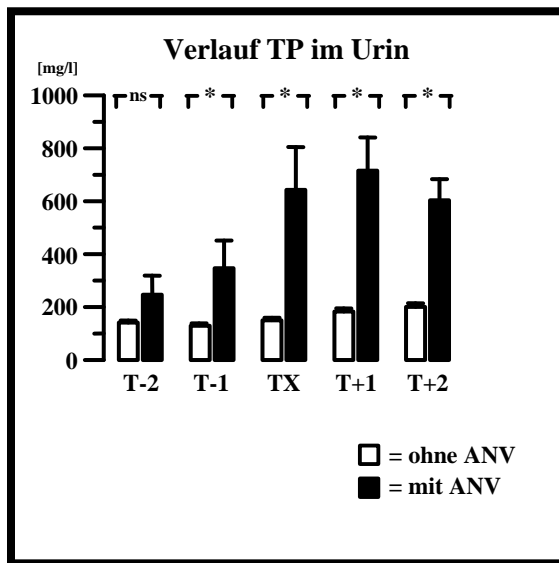 Verlauf TP im Urin
[mg/l]
ns * * * *
1000
800
600
400
200
0
T-2 T-1 TX T+1 T+2
= ohne ANV
= mit ANV